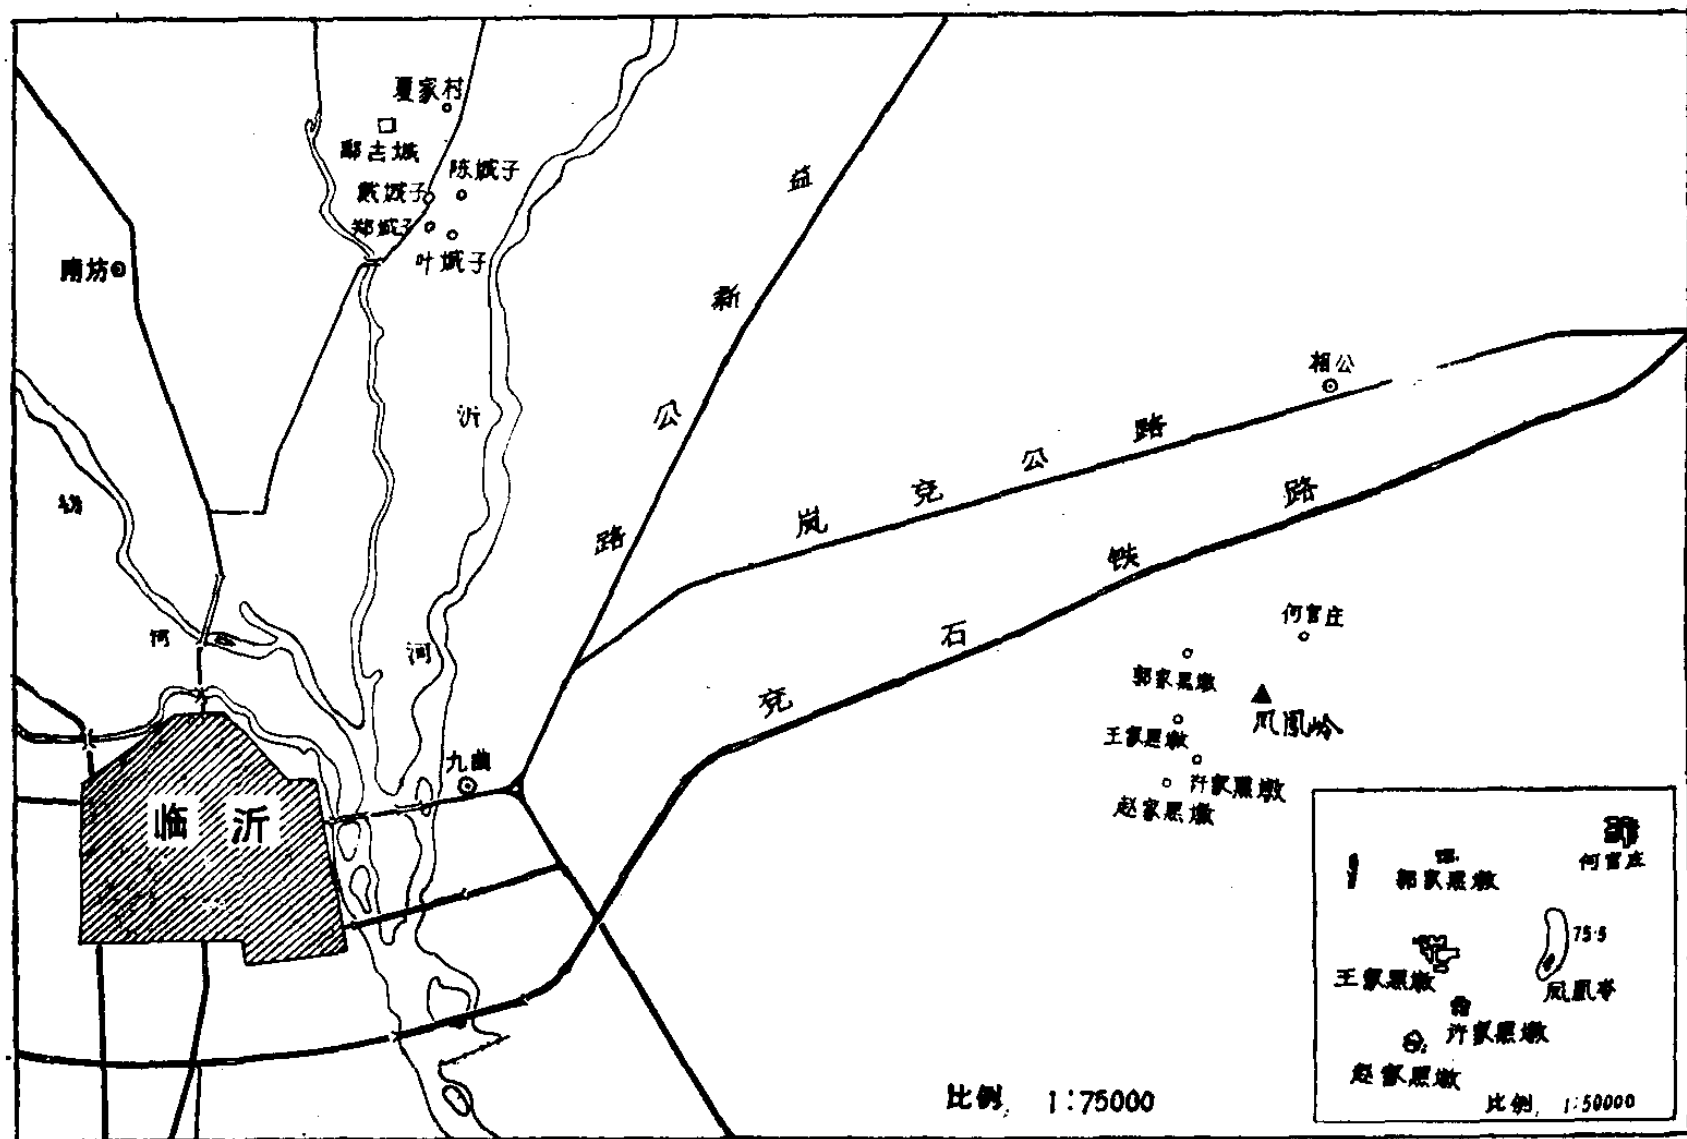 夏家村
鄅古城
陈城子
戴城子
郑城子
叶城子
南坊
益新公路
沂河
祊河
相公
岚兖公路
兖石铁路
何官庄
郭家黑墩
凤凰岭
王家黑墩
许家黑墩
赵家黑墩
九曲
临沂
比例 1:75000
何官庄
郭家黑墩
75.5
王家黑墩
凤凰岭
许家黑墩
赵家黑墩
比例 1:50000